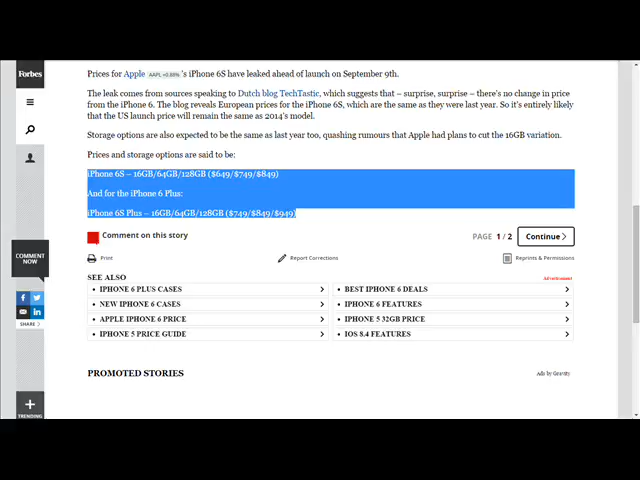 Forbes
Prices for Apple AAPL +0.88% 's iPhone 6S have leaked ahead of launch on September 9th.
The leak comes from sources speaking to Dutch blog TechTastic, which suggests that – surprise, surprise – there's no change in price
from the iPhone 6. The blog reveals European prices for the iPhone 6S, which are the same as they were last year. So it's entirely likely
that the US launch price will remain the same as 2014's model.
Storage options are also expected to be the same as last year too, quashing rumours that Apple had plans to cut the 16GB variation.
Prices and storage options are said to be:
iPhone 6S – 16GB/64GB/128GB ($649/$749/$849)
And for the iPhone 6 Plus:
iPhone 6S Plus – 16GB/64GB/128GB ($749/$849/$949)
Comment on this story
PAGE 1 / 2 Continue
COMMENT
NOW
Print Report Corrections Reprints & Permissions
SEE ALSO
Advertisement
• IPHONE 6 PLUS CASES
• BEST IPHONE 6 DEALS
• NEW IPHONE 6 CASES
• IPHONE 6 FEATURES
• APPLE IPHONE 6 PRICE
• IPHONE 5 32GB PRICE
• IPHONE 5 PRICE GUIDE
• IOS 8.4 FEATURES
SHARE
PROMOTED STORIES
Ads by Gravity
TRENDING